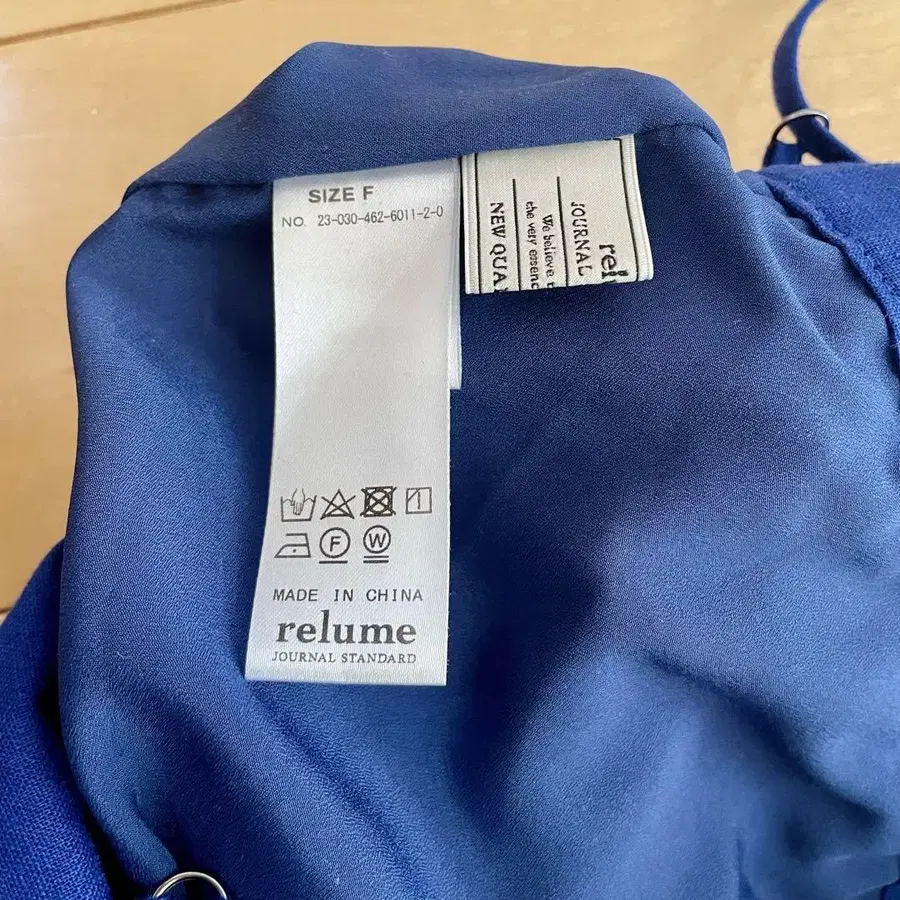 SIZE F
NO. 23-030-462-6011-2-0
F W
MADE IN CHINA
relume
JOURNAL STANDARD
rel
JOURNAL
We believe t
the very essenc
NEW QUA